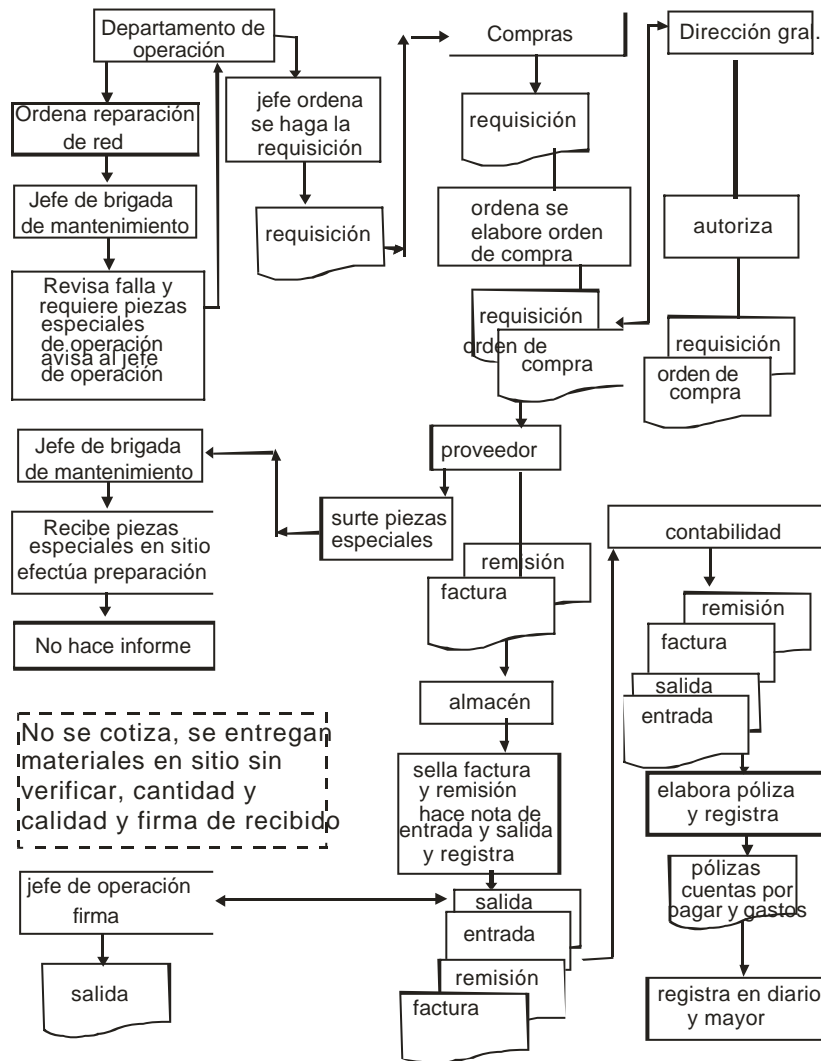 Departamento de
operación
Ordena reparación
de red
Jefe de brigada
de mantenimiento
Revisa falla y
requiere piezas
especiales
de operación
avisa al jefe
de operación
jefe ordena
se haga la
requisición
requisición
Compras
requisición
ordena se
elabore orden
de compra
requisición
orden de
compra
Dirección gral.
autoriza
requisición
orden de
compra
proveedor
surte piezas
especiales
Jefe de brigada
de mantenimiento
Recibe piezas
especiales en sitio
efectúa preparación
No hace informe
remisión
factura
almacén
sella factura
y remisión
hace nota de
entrada y salida
y registra
salida
entrada
remisión
factura
No se cotiza, se entregan
materiales en sitio sin
verificar, cantidad y
calidad y firma de recibido
jefe de operación
firma
salida
contabilidad
remisión
factura
salida
entrada
elabora póliza
y registra
pólizas
cuentas por
pagar y gastos
registra en diario
y mayor